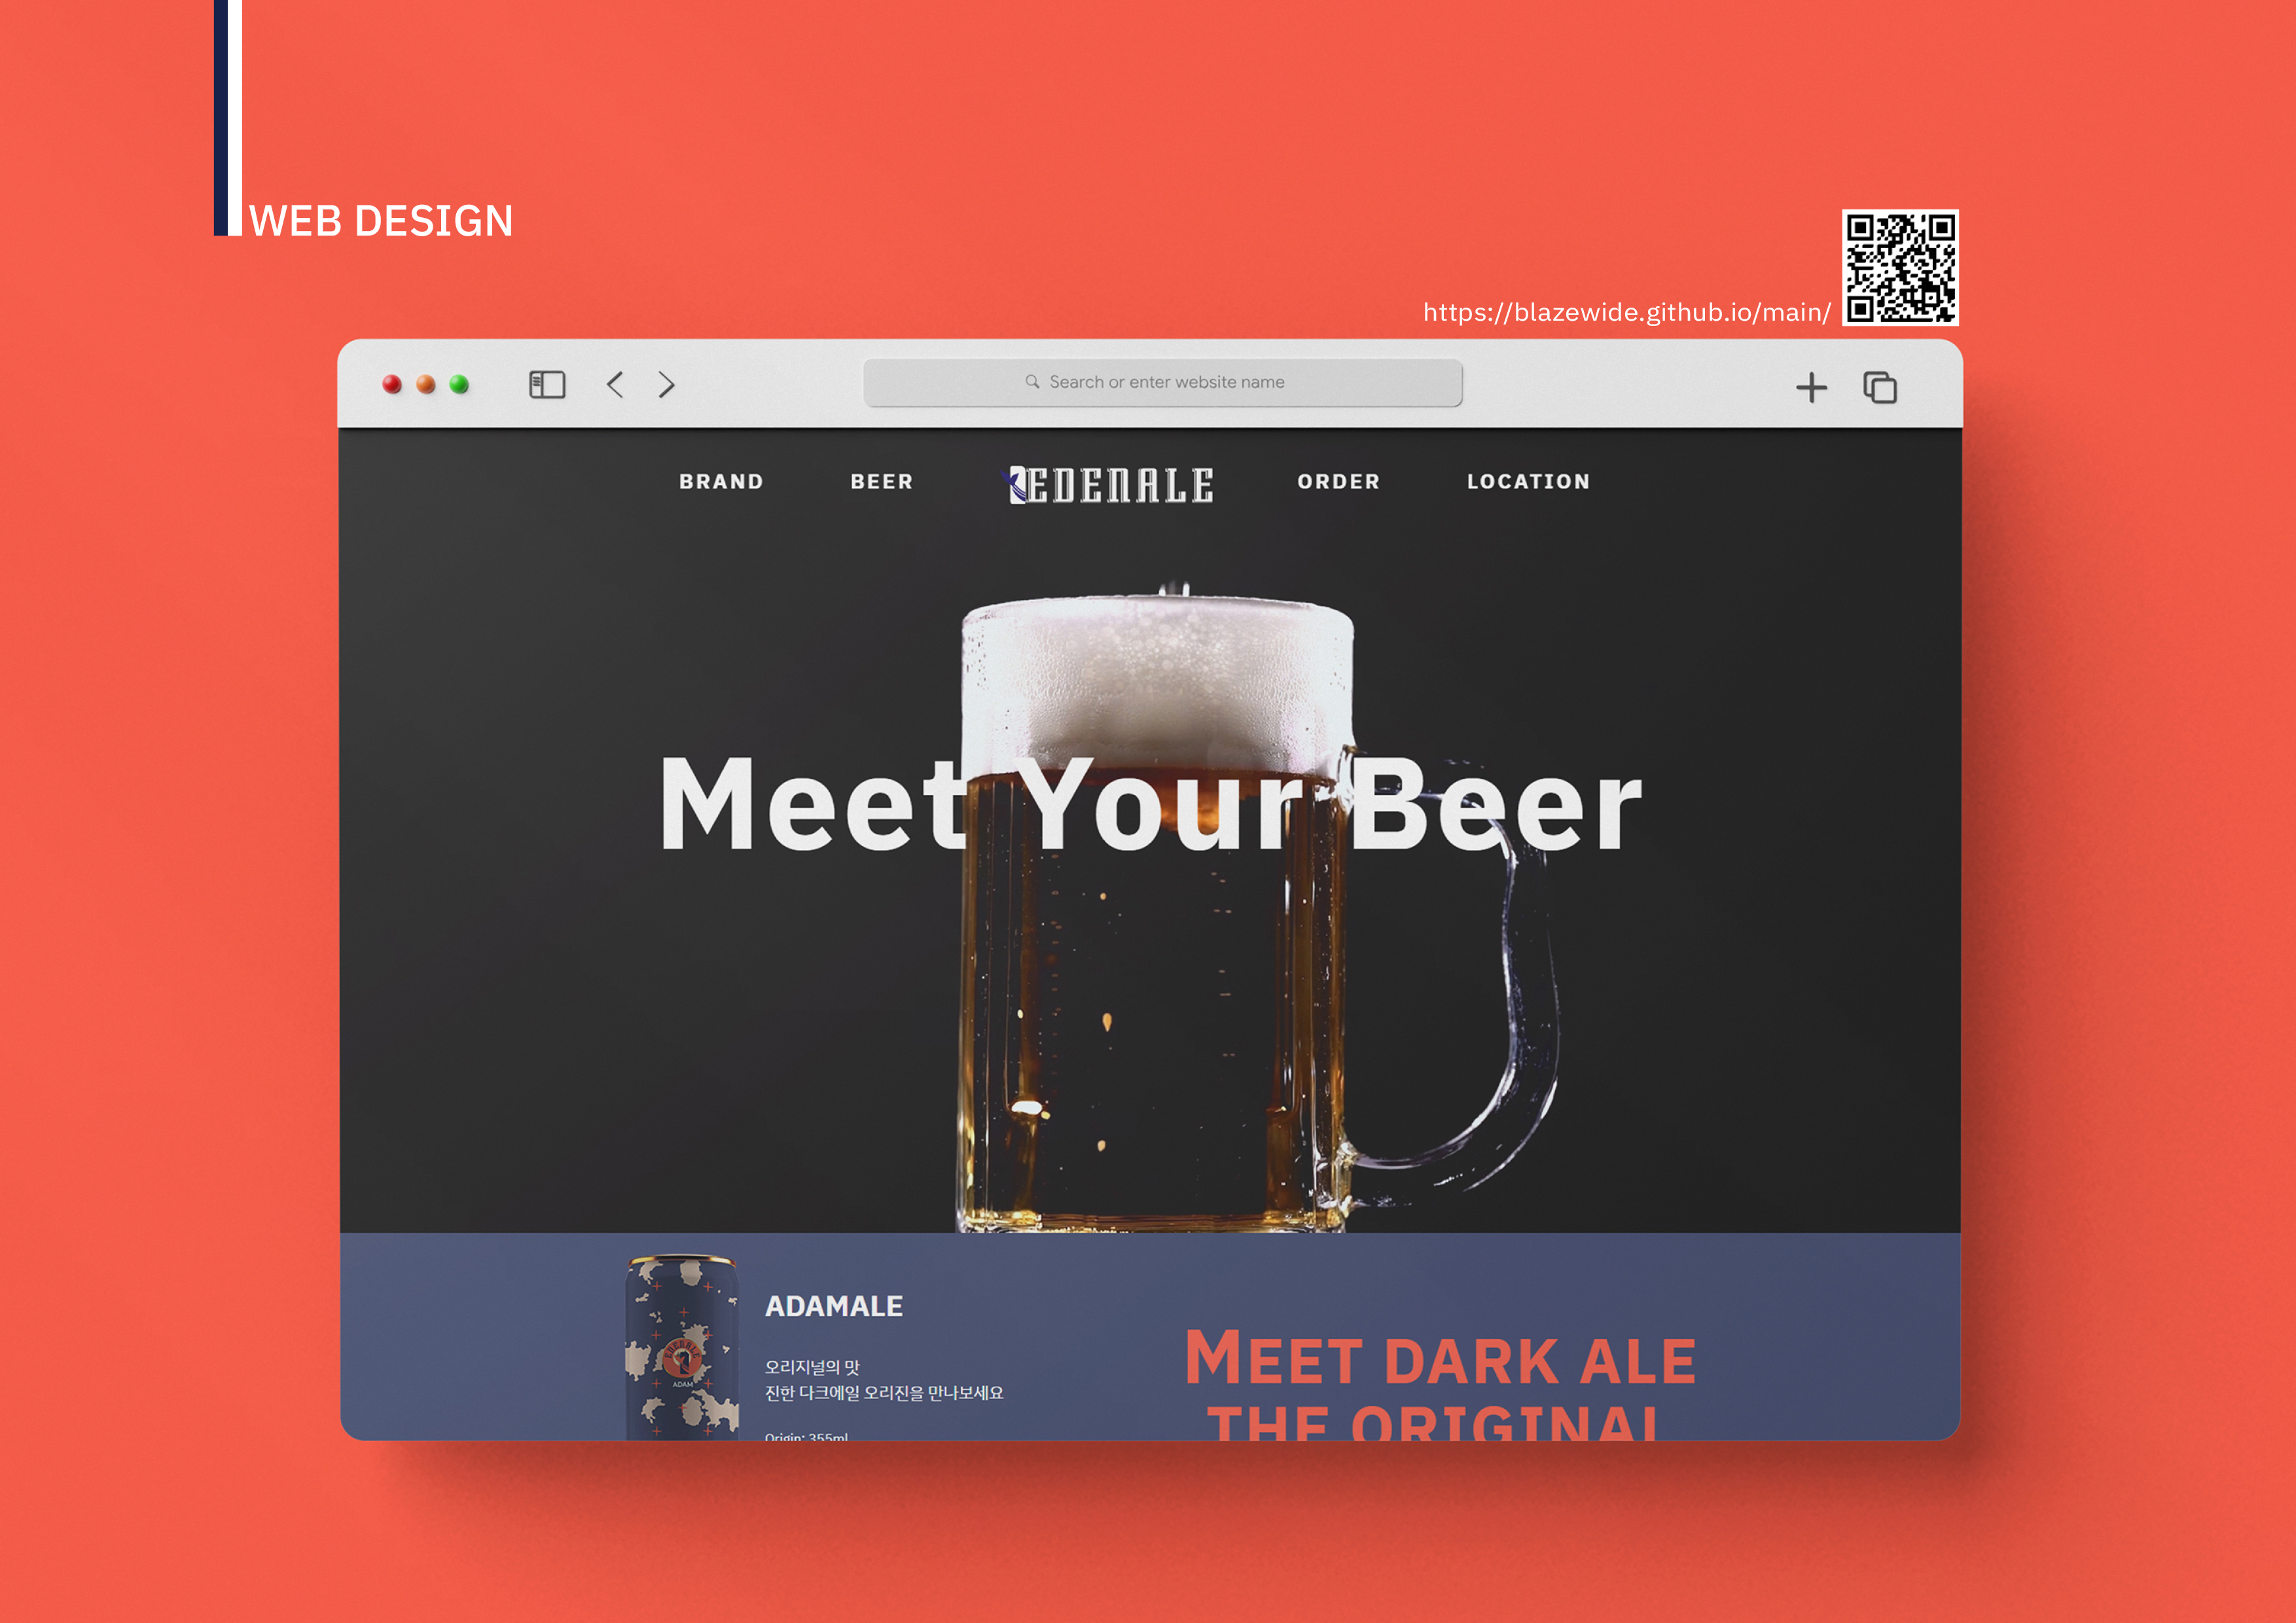 WEB DESIGN
https://blazewide.github.io/main/
Search or enter website name
BRAND BEER EDENALE ORDER LOCATION
Meet Your Beer
ADAMALE
오리지널의 맛
진한 다크에일 오리진을 만나보세요
Origin: 355ml
EDENALE
ADAM
MEET DARK ALE
THE ORIGINAL